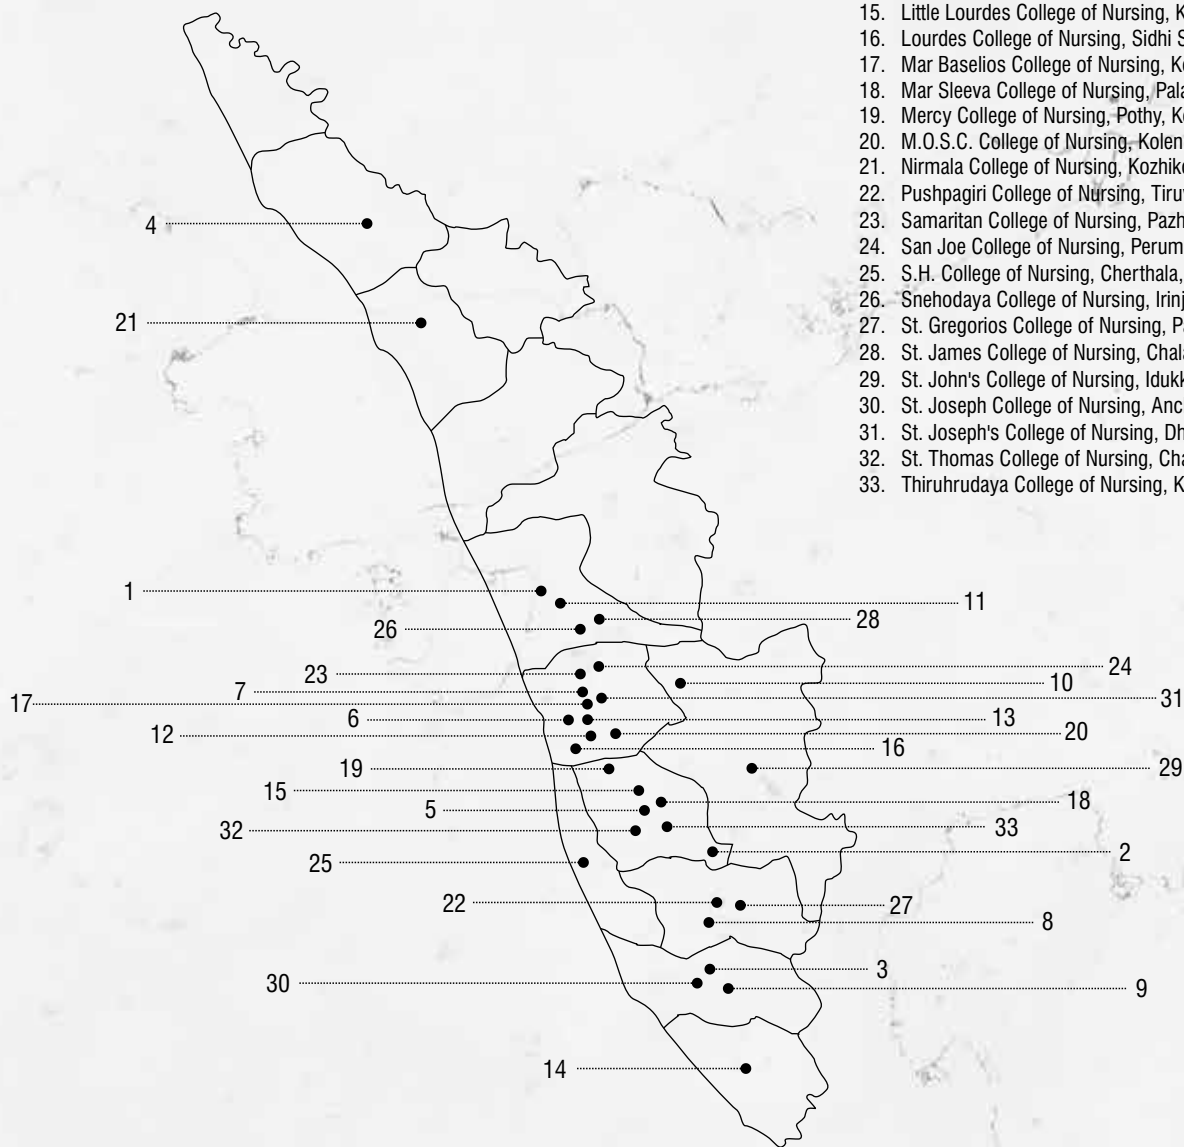 15. Little Lourdes College of Nursing, K
16. Lourdes College of Nursing, Sidhi S
17. Mar Baselios College of Nursing, K
18. Mar Sleeva College of Nursing, Pala
19. Mercy College of Nursing, Pothy, K
20. M.O.S.C. College of Nursing, Kolen
21. Nirmala College of Nursing, Kozhik
22. Pushpagiri College of Nursing, Tiruv
23. Samaritan College of Nursing, Pazh
24. San Joe College of Nursing, Perum
25. S.H. College of Nursing, Cherthala,
26. Snehodaya College of Nursing, Irinj
27. St. Gregorios College of Nursing, P
28. St. James College of Nursing, Chal
29. St. John's College of Nursing, Idukk
30. St. Joseph College of Nursing, Anc
31. St. Joseph's College of Nursing, Dh
32. St. Thomas College of Nursing, Cha
33. Thiruhrudaya College of Nursing, K
4
21
1
11
28
26
24
23
10
7
31
17
6
13
20
12
16
19
29
15
18
5
33
32
2
25
22
27
8
3
30
9
14